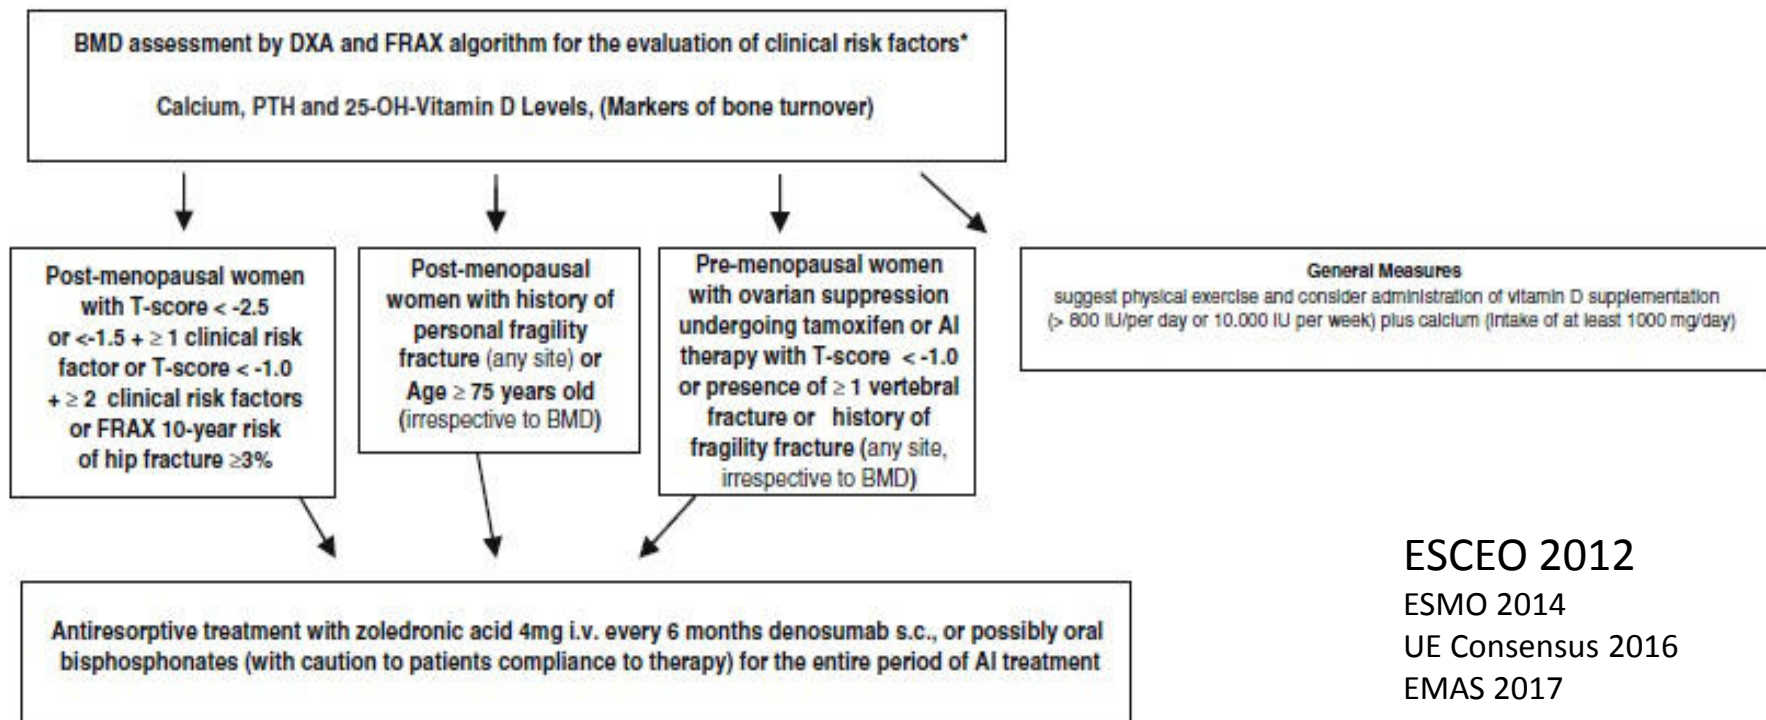 BMD assessment by DXA and FRAX algorithm for the evaluation of clinical risk factors*
Calcium, PTH and 25-OH-Vitamin D Levels, (Markers of bone turnover)
Post-menopausal women
with T-score < -2.5
or <-1.5 + ≥ 1 clinical risk
factor or T-score < -1.0
+ ≥ 2 clinical risk factors
or FRAX 10-year risk
of hip fracture ≥3%
Post-menopausal
women with history of
personal fragility
fracture (any site) or
Age ≥ 75 years old
(irrespective to BMD)
Pre-menopausal women
with ovarian suppression
undergoing tamoxifen or AI
therapy with T-score < -1.0
or presence of ≥ 1 vertebral
fracture or history of
fragility fracture (any site,
irrespective to BMD)
General Measures
suggest physical exercise and consider administration of vitamin D supplementation
(> 800 IU/per day or 10.000 IU per week) plus calcium (intake of at least 1000 mg/day)
Antiresorptive treatment with zoledronic acid 4mg i.v. every 6 months denosumab s.c., or possibly oral
bisphosphonates (with caution to patients compliance to therapy) for the entire period of AI treatment
ESCEO 2012
ESMO 2014
UE Consensus 2016
EMAS 2017